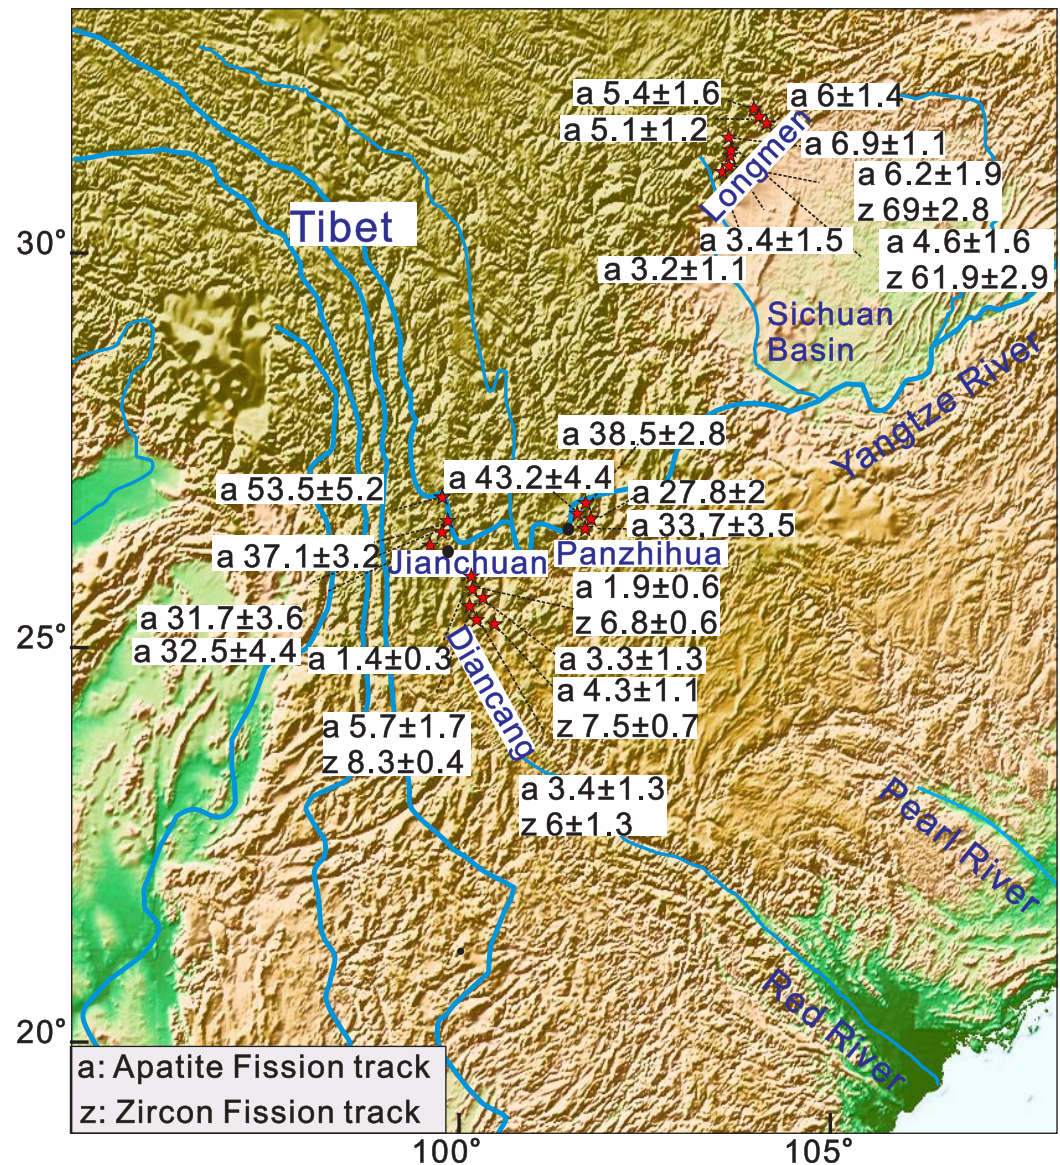 a 5.4±1.6
a 6±1.4
a 5.1±1.2
a 6.9±1.1
Longmen
a 6.2±1.9
z 69±2.8
Tibet
30°
a 3.4±1.5
a 4.6±1.6
z 61.9±2.9
a 3.2±1.1
Sichuan
Basin
Yangtze River
a 38.5±2.8
a 43.2±4.4
a 53.5±5.2
a 27.8±2
a 33.7±3.5
a 37.1±3.2
Jianchuan
Panzhihua
a 1.9±0.6
z 6.8±0.6
a 31.7±3.6
a 32.5±4.4
25°
a 1.4±0.3
Diancang
a 3.3±1.3
a 4.3±1.1
z 7.5±0.7
a 5.7±1.7
z 8.3±0.4
a 3.4±1.3
z 6±1.3
Pearl River
Red River
20°
a: Apatite Fission track
z: Zircon Fission track
100°
105°